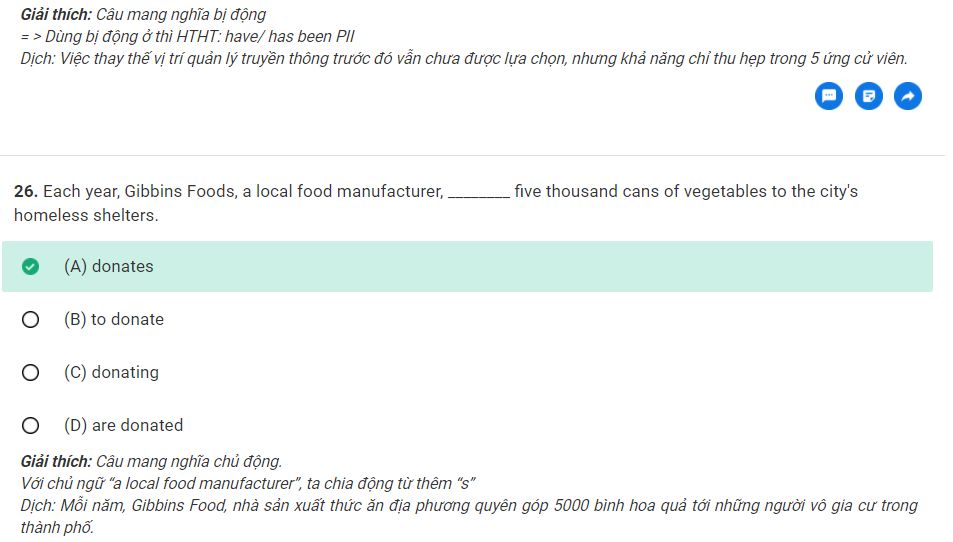 Giải thích: Câu mang nghĩa bị động
= > Dùng bị động ở thì HTHT: have/ has been PII
Dịch: Việc thay thế vị trí quản lý truyền thông trước đó vẫn chưa được lựa chọn, nhưng khả năng chỉ thu hẹp trong 5 ứng cử viên.
26. Each year, Gibbins Foods, a local food manufacturer, ________ five thousand cans of vegetables to the city's
homeless shelters.
(A) donates
(B) to donate
(C) donating
(D) are donated
Giải thích: Câu mang nghĩa chủ động.
Với chủ ngữ “a local food manufacturer”, ta chia động từ thêm “s”
Dịch: Mỗi năm, Gibbins Food, nhà sản xuất thức ăn địa phương quyên góp 5000 bình hoa quả tới những người vô gia cư trong
thành phố.